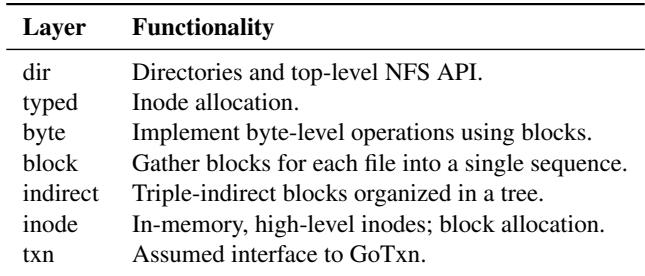 Layer Functionality
dir Directories and top-level NFS API.
typed Inode allocation.
byte Implement byte-level operations using blocks.
block Gather blocks for each file into a single sequence.
indirect Triple-indirect blocks organized in a tree.
inode In-memory, high-level inodes; block allocation.
txn Assumed interface to GoTxn.